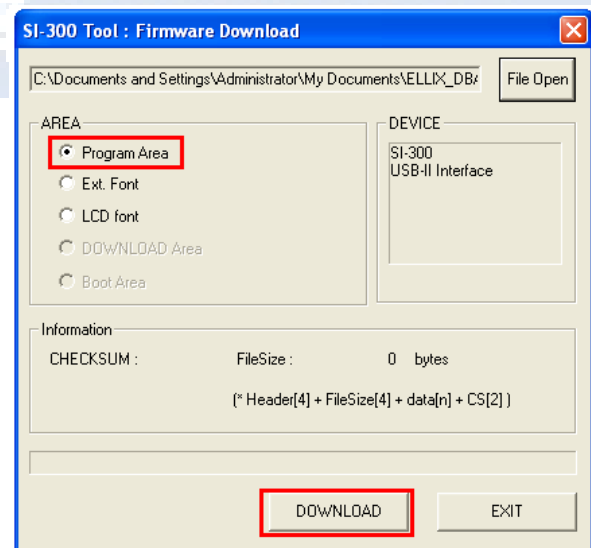 SI-300 Tool : Firmware Download
C:\Documents and Settings\Administrator\My Documents\ELLIX_DB/
File Open
AREA
Program Area
Ext. Font
LCD font
DOWNLOAD Area
Boot Area
DEVICE
SI-300
USB-II Interface
Information
CHECKSUM : FileSize : 0 bytes
(* Header[4] + FileSize[4] + data[n] + CS[2] )
DOWNLOAD EXIT